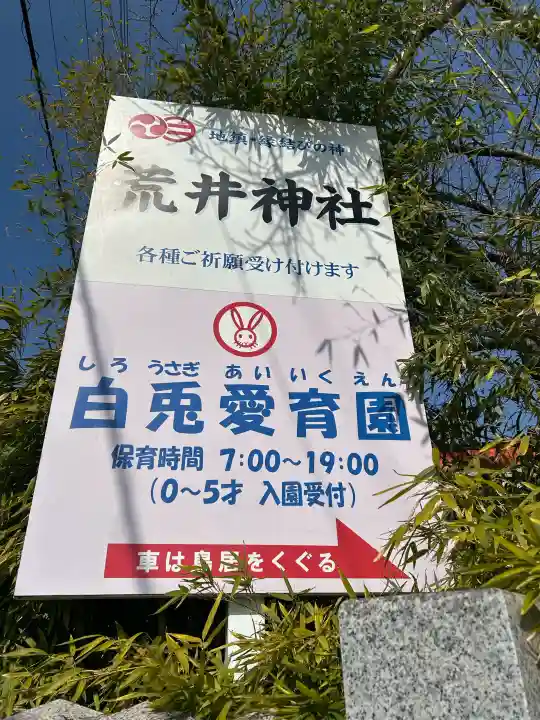 地鎮・縁結びの神
荒井神社
各種ご祈願受け付けます
しろ うさぎ あい いく えん
白兎愛育園
保育時間 7:00～19:00
（0～5才 入園受付）
車は鳥居をくぐる